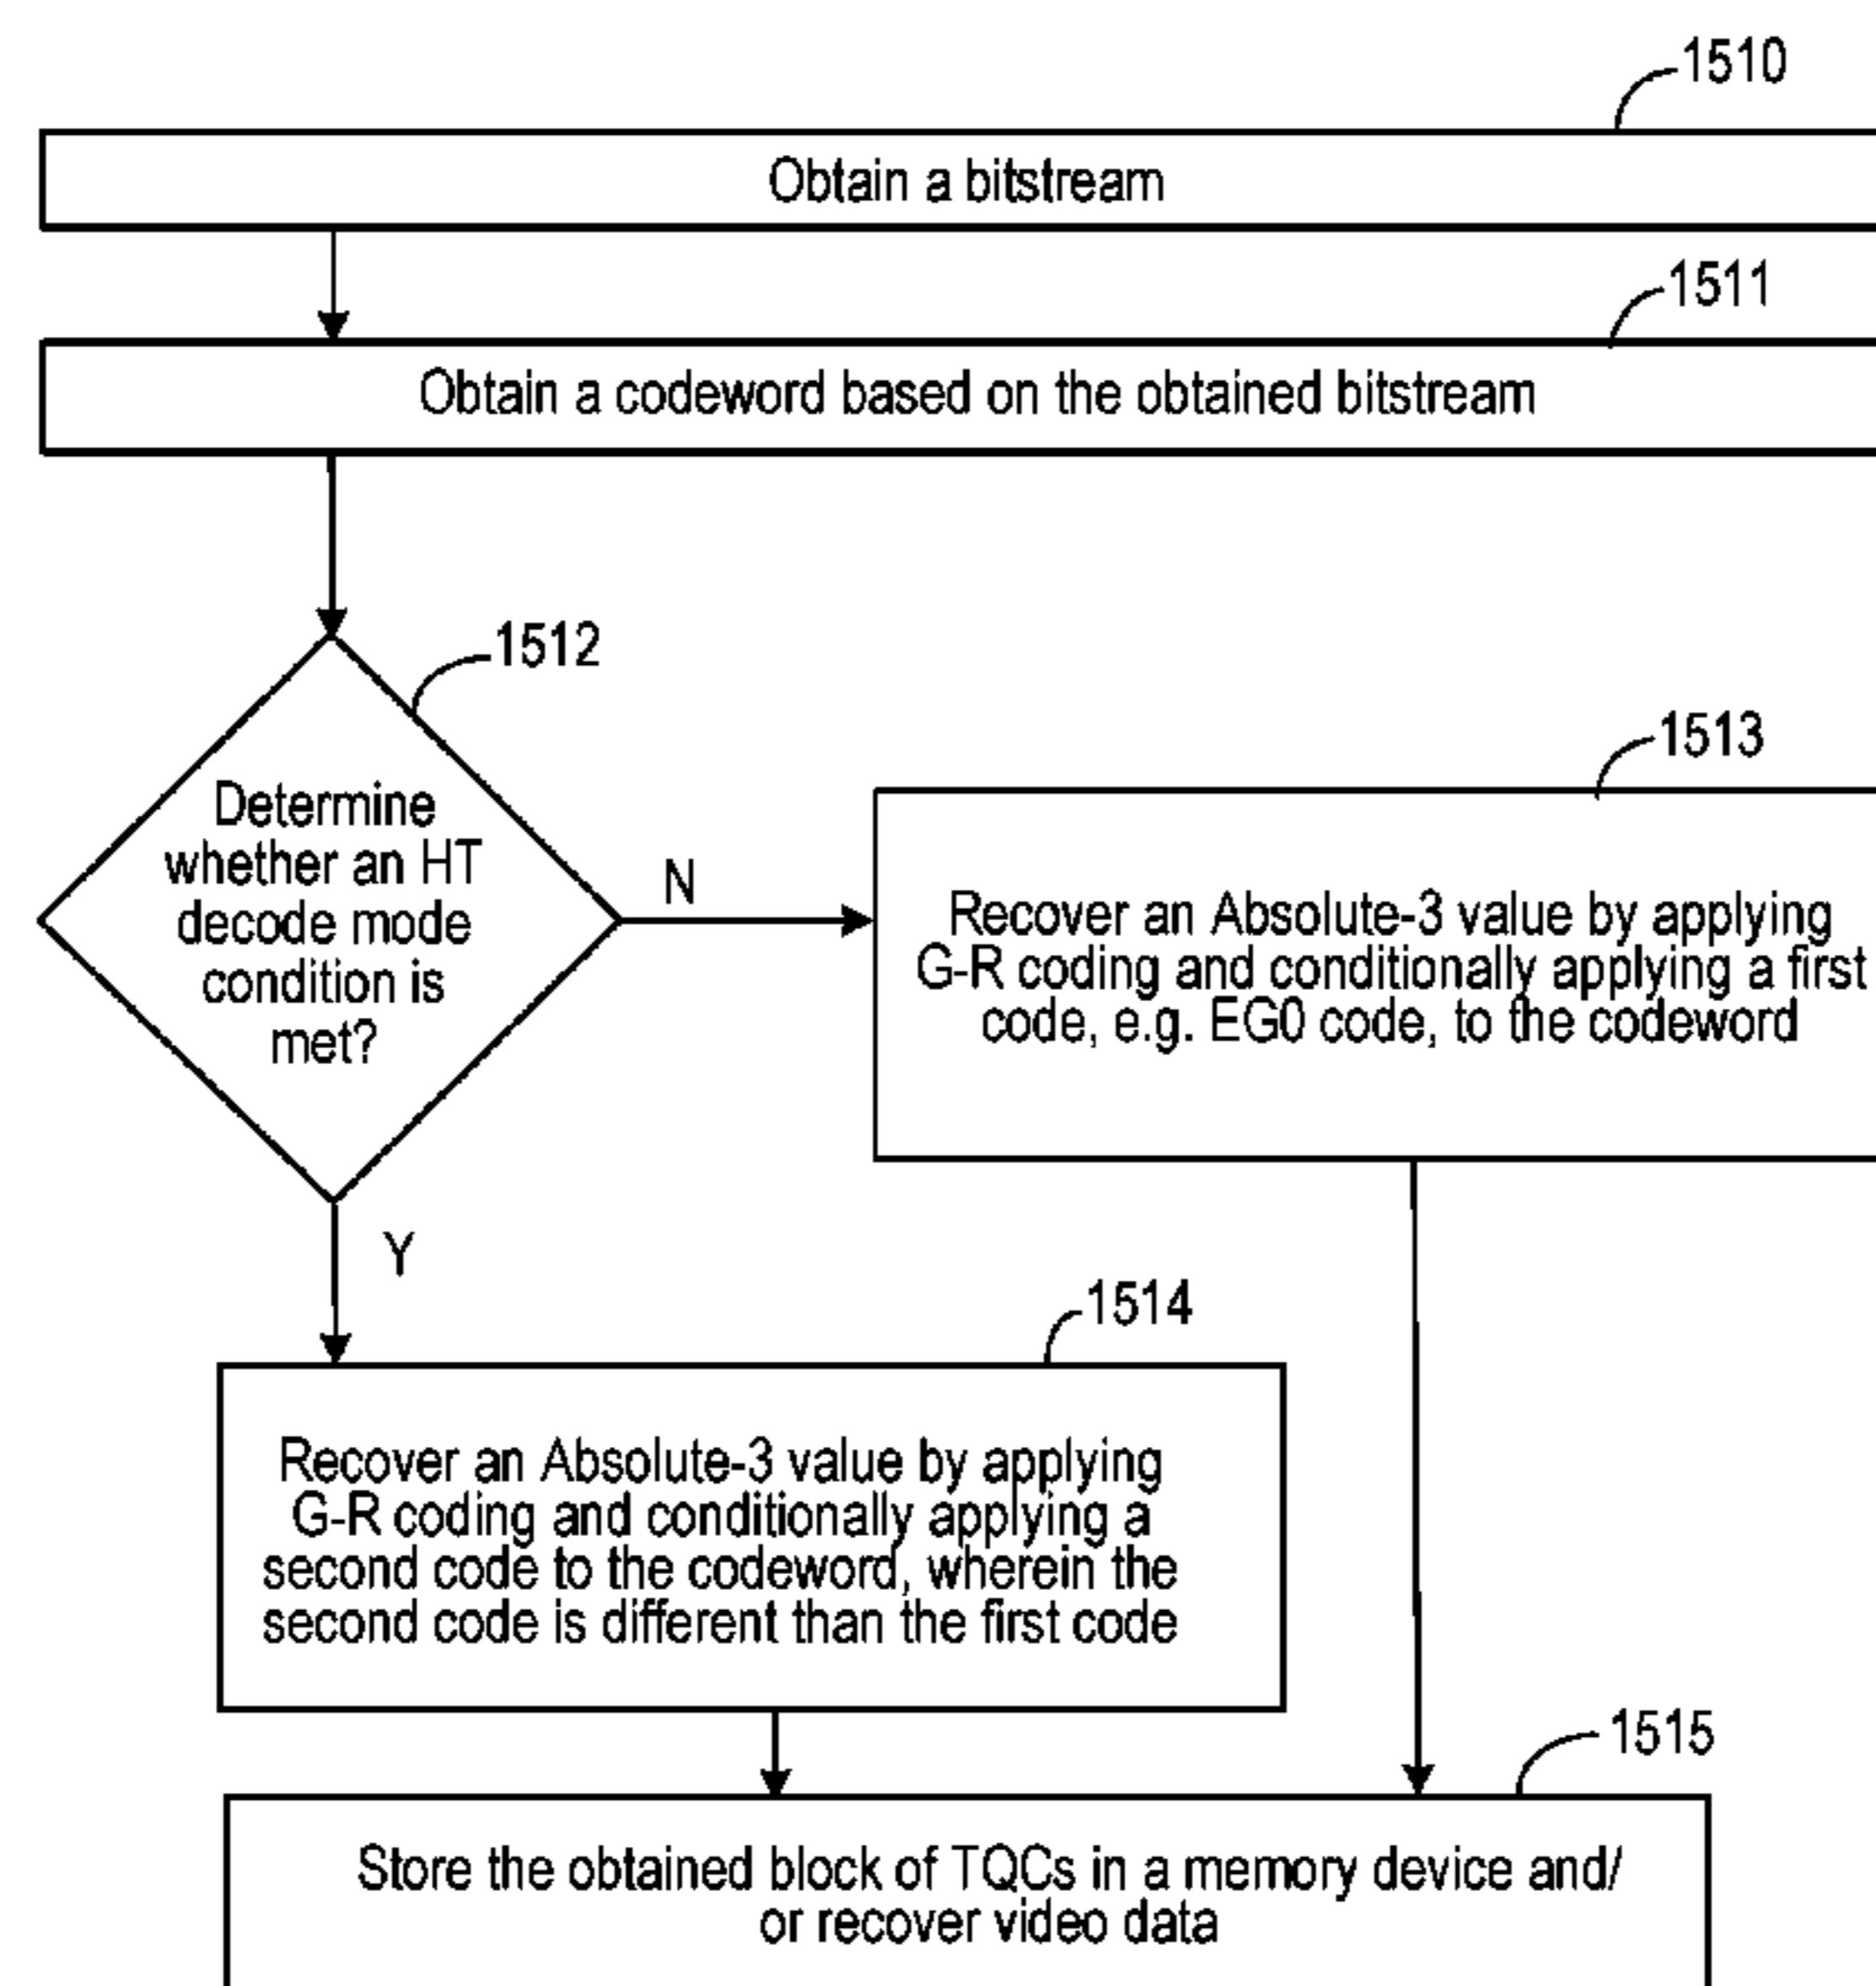 1510
Obtain a bitstream
1511
Obtain a codeword based on the obtained bitstream
1512
Determine
whether an HT
decode mode
condition is
met?
N
1513
Recover an Absolute-3 value by applying
G-R coding and conditionally applying a first
code, e.g. EG0 code, to the codeword
Y
1514
Recover an Absolute-3 value by applying
G-R coding and conditionally applying a
second code to the codeword, wherein the
second code is different than the first code
1515
Store the obtained block of TQCs in a memory device and/
or recover video data